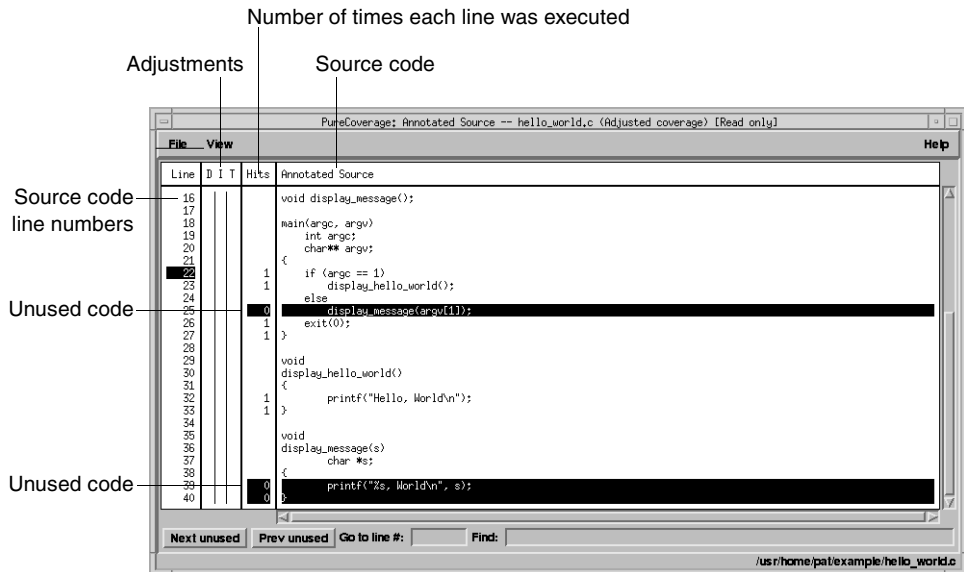 Number of times each line was executed
Adjustments Source code
PureCoverage: Annotated Source -- hello_world.c (Adjusted coverage) [Read only]
File View Help
Line D I T Hits Annotated Source
Source code line numbers
16 void display_message();
17
18 main(argc, argv)
19 int argc;
20 char** argv;
21 {
22 1 if (argc == 1)
23 1 display_hello_world();
24 else
Unused code
25 0 display_message(argv[1]);
26 1 exit(0);
27 1 }
28
29 void
30 display_hello_world()
31 {
32 1 printf("Hello, World\n");
33 1 }
34
35 void
36 display_message(s)
37 char *s;
38 {
Unused code
39 0 printf("%s, World\n", s);
40 0 }
Next unused Prev unused Go to line #: Find:
/usr/home/pat/example/hello_world.c